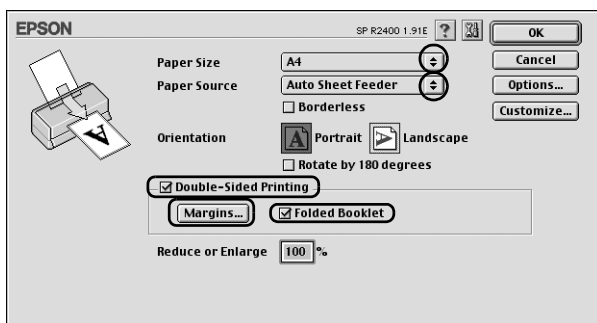 EPSON
SP R2400 1.91E ?
OK
Paper Size A4
Cancel
Paper Source Auto Sheet Feeder
Options...
Borderless
Customize...
Orientation A Portrait A Landscape
Rotate by 180 degrees
A
Double-Sided Printing
Margins... Folded Booklet
Reduce or Enlarge 100 %